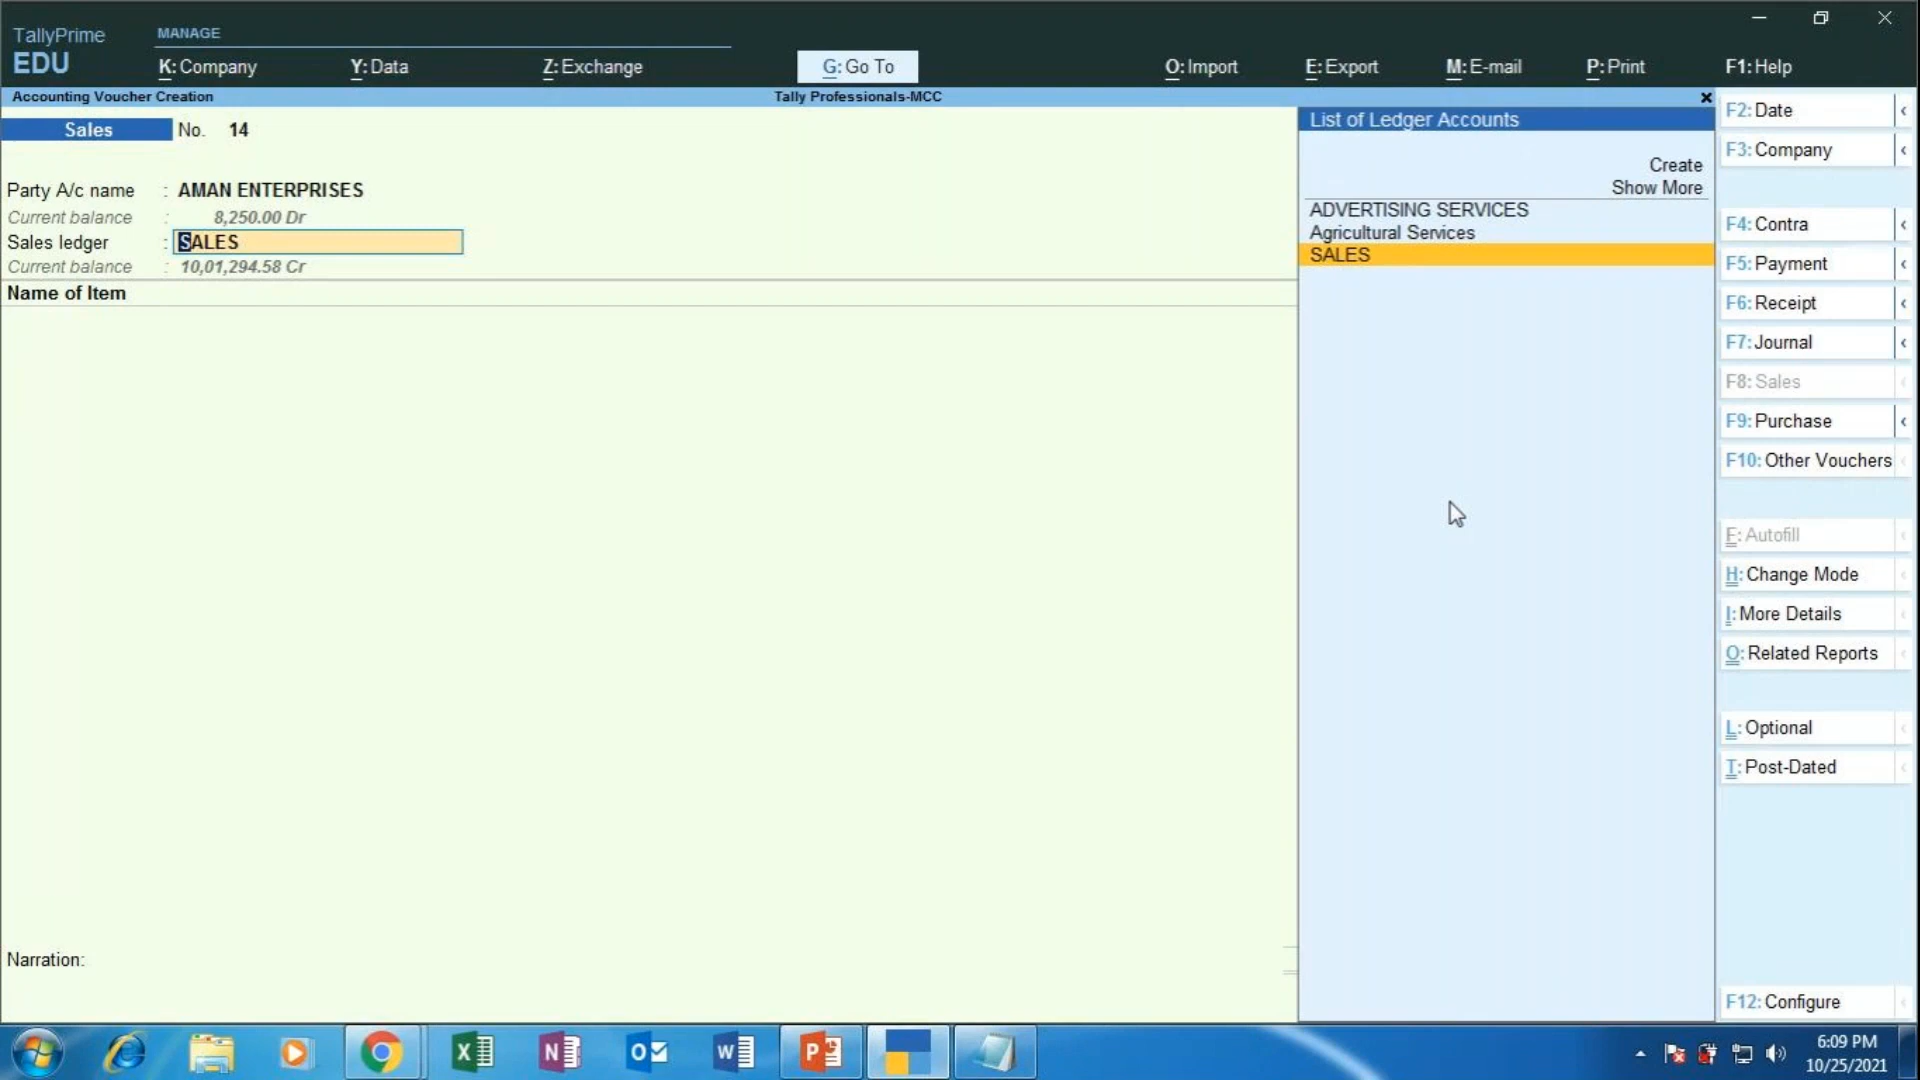 TallyPrime
EDU
MANAGE
K: Company
Y: Data
Z: Exchange
G: Go To
O: Import
E: Export
M: E-mail
P: Print
F1: Help
Accounting Voucher Creation
Tally Professionals-MCC
Sales
No. 14
Party A/c name : AMAN ENTERPRISES
Current balance : 8,250.00 Dr
Sales ledger : SALES
Current balance : 10,01,294.58 Cr
Name of Item
Narration:
List of Ledger Accounts
Create
Show More
ADVERTISING SERVICES
Agricultural Services
SALES
F2: Date
F3: Company
F4: Contra
F5: Payment
F6: Receipt
F7: Journal
F8: Sales
F9: Purchase
F10: Other Vouchers
F: Autofill
H: Change Mode
I: More Details
O: Related Reports
L: Optional
T: Post-Dated
F12: Configure
6:09 PM
10/25/2021